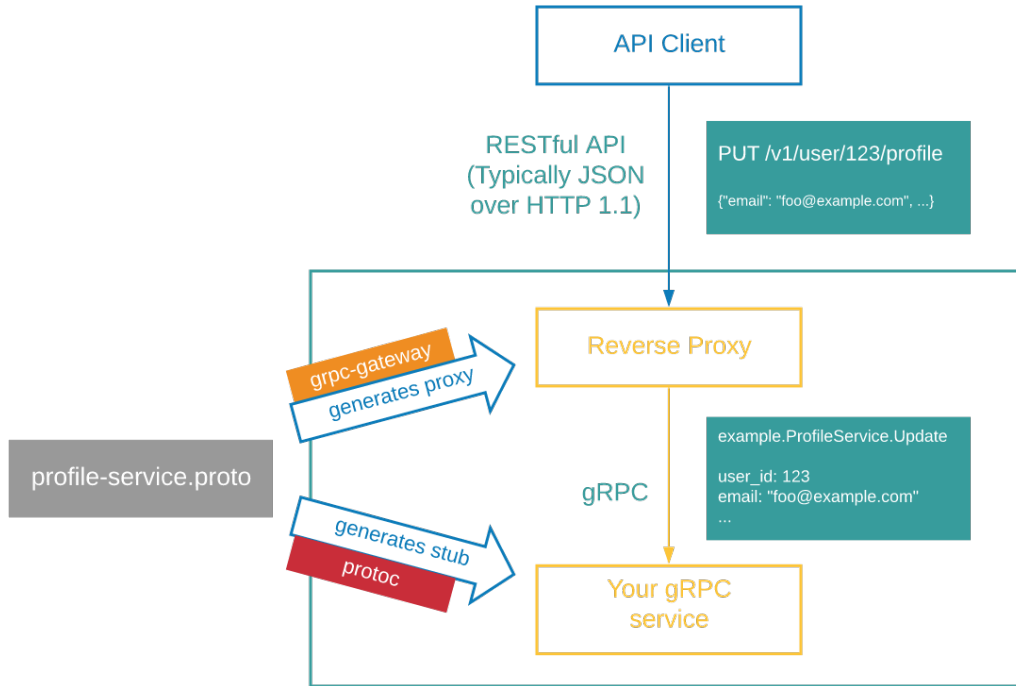 API Client
RESTful API
(Typically JSON
over HTTP 1.1)
PUT /v1/user/123/profile
{"email": "foo@example.com", ...}
grpc-gateway
generates proxy
Reverse Proxy
profile-service.proto
example.ProfileService.Update
user_id: 123
email: "foo@example.com"
...
gRPC
generates stub
protoc
Your gRPC
service